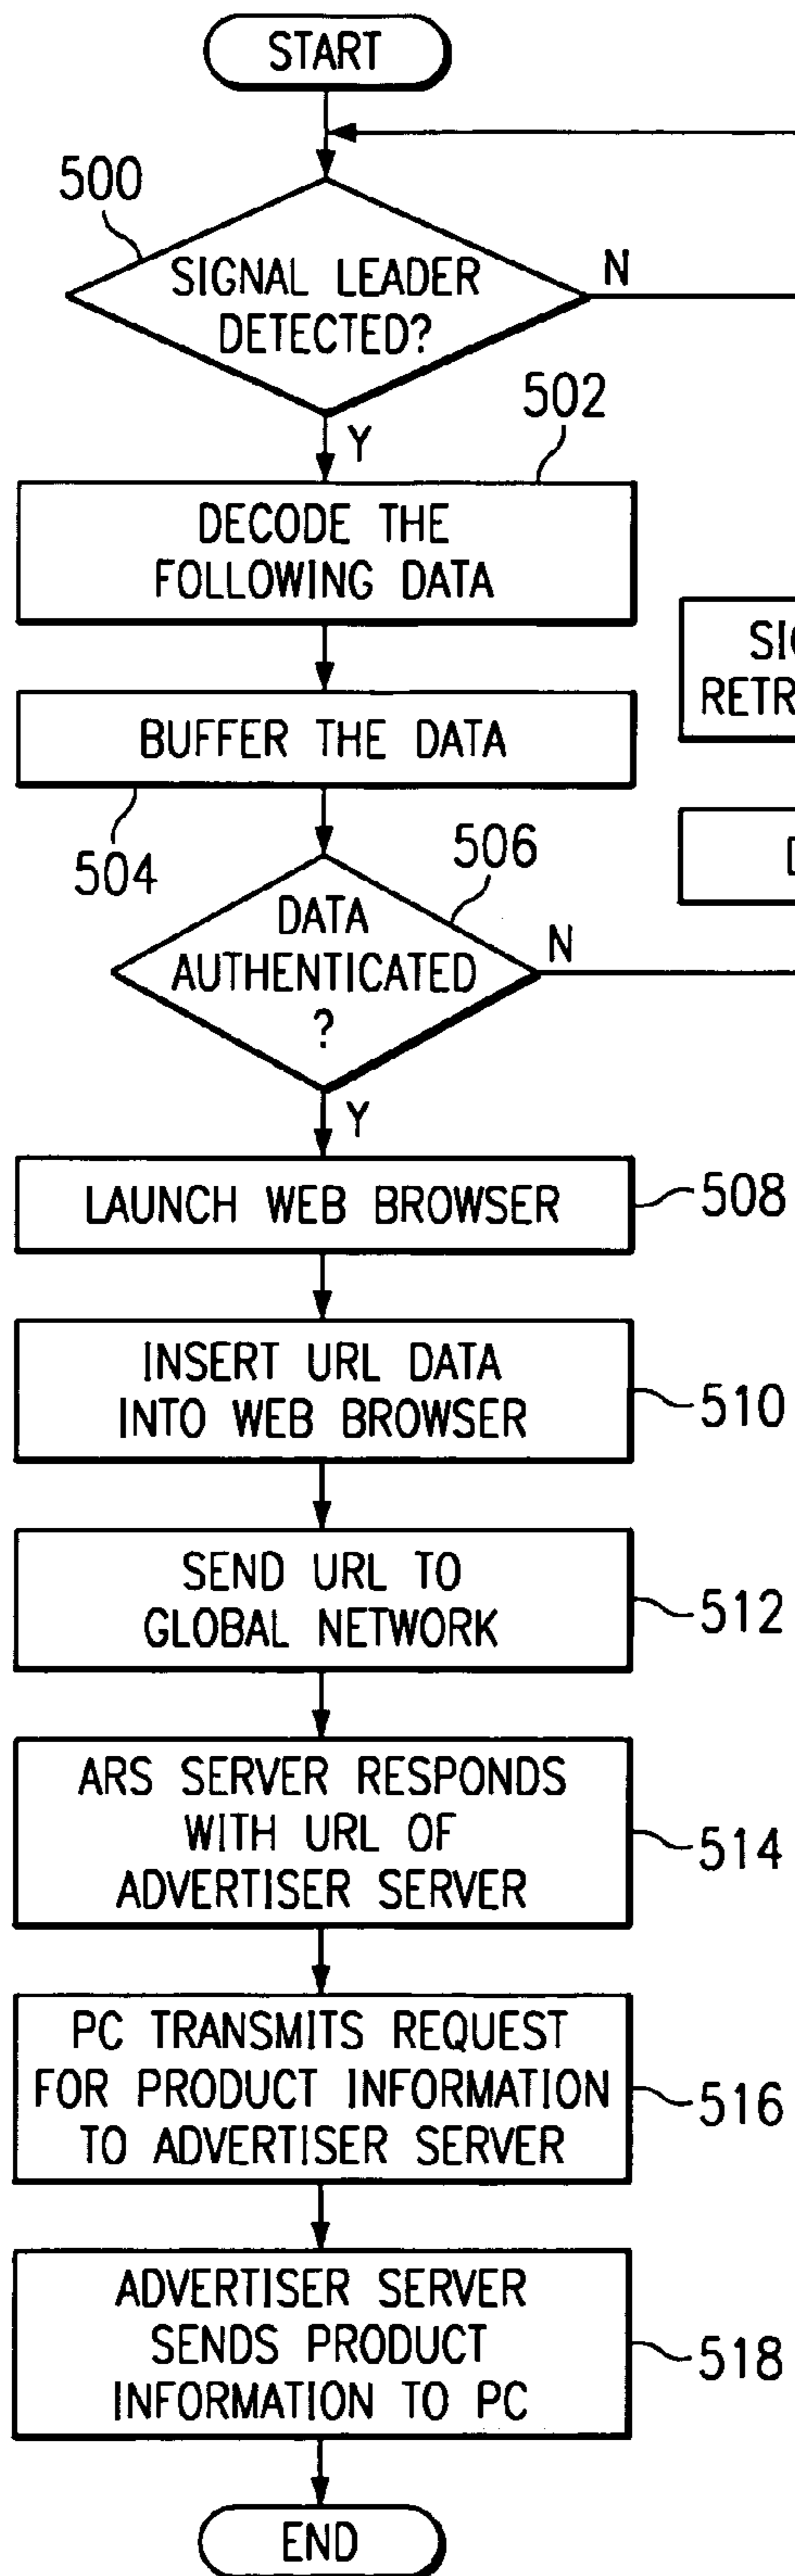 START
500
SIGNAL LEADER
DETECTED?
N
Y
502
DECODE THE
FOLLOWING DATA
BUFFER THE DATA
504
506
DATA
AUTHENTICATED
?
N
Y
LAUNCH WEB BROWSER
508
INSERT URL DATA
INTO WEB BROWSER
510
SEND URL TO
GLOBAL NETWORK
512
ARS SERVER RESPONDS
WITH URL OF
ADVERTISER SERVER
514
PC TRANSMITS REQUEST
FOR PRODUCT INFORMATION
TO ADVERTISER SERVER
516
ADVERTISER SERVER
SENDS PRODUCT
INFORMATION TO PC
518
END